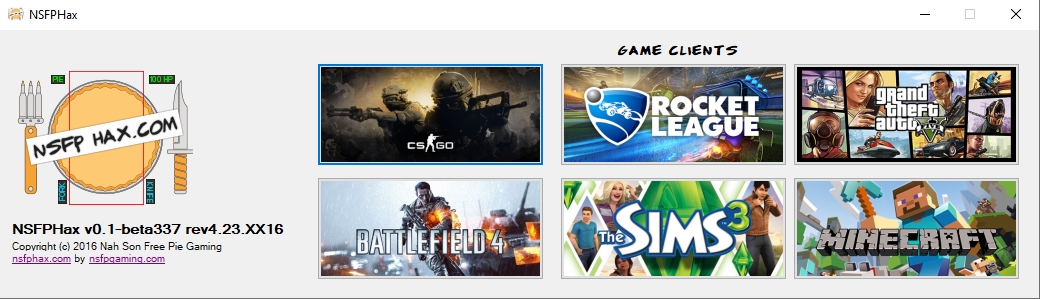 NSFPHax
GAME CLIENTS
PIE
100 HP
NSFP HAX.COM
FORK
KNIFE
CS GO
ROCKET
LEAGUE
grand
theft
auto V
BATTLEFIELD 4
The SIMS 3
MINECRAFT
NSFPHax v0.1-beta337 rev4.23.XX16
Copyright (c) 2016 Nah Son Free Pie Gaming
nsfphax.com by nsfpgaming.com